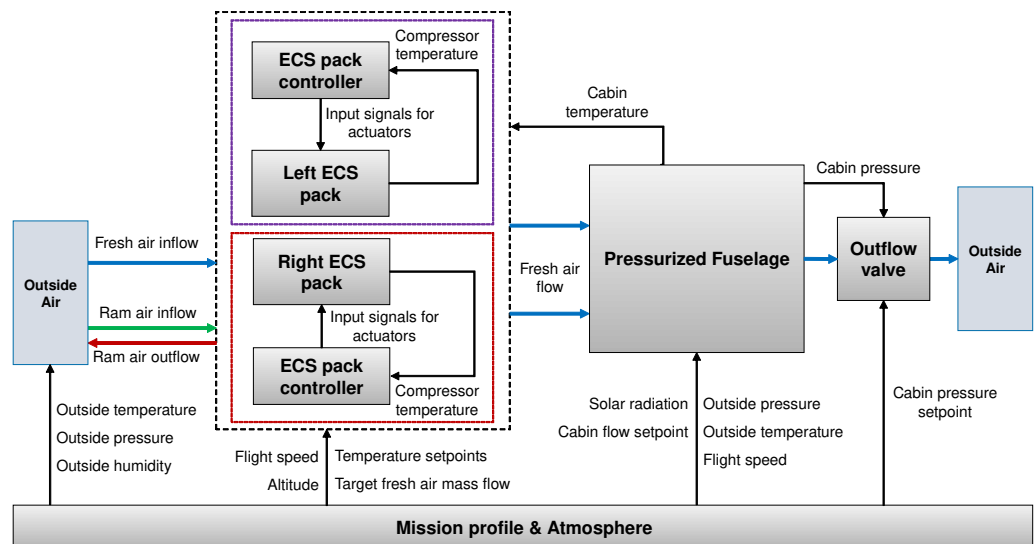 Compressor
temperature
ECS pack
controller
Input signals for
actuators
Left ECS
pack
Cabin
temperature
Cabin pressure
Fresh air inflow
Outside
Air
Ram air inflow
Ram air outflow
Right ECS
pack
Input signals for
actuators
ECS pack
controller
Compressor
temperature
Fresh air
flow
Pressurized Fuselage
Outflow
valve
Outside
Air
Outside temperature
Outside pressure
Outside humidity
Flight speed
Altitude
Temperature setpoints
Target fresh air mass flow
Solar radiation
Cabin flow setpoint
Outside pressure
Outside temperature
Flight speed
Cabin pressure
setpoint
Mission profile & Atmosphere